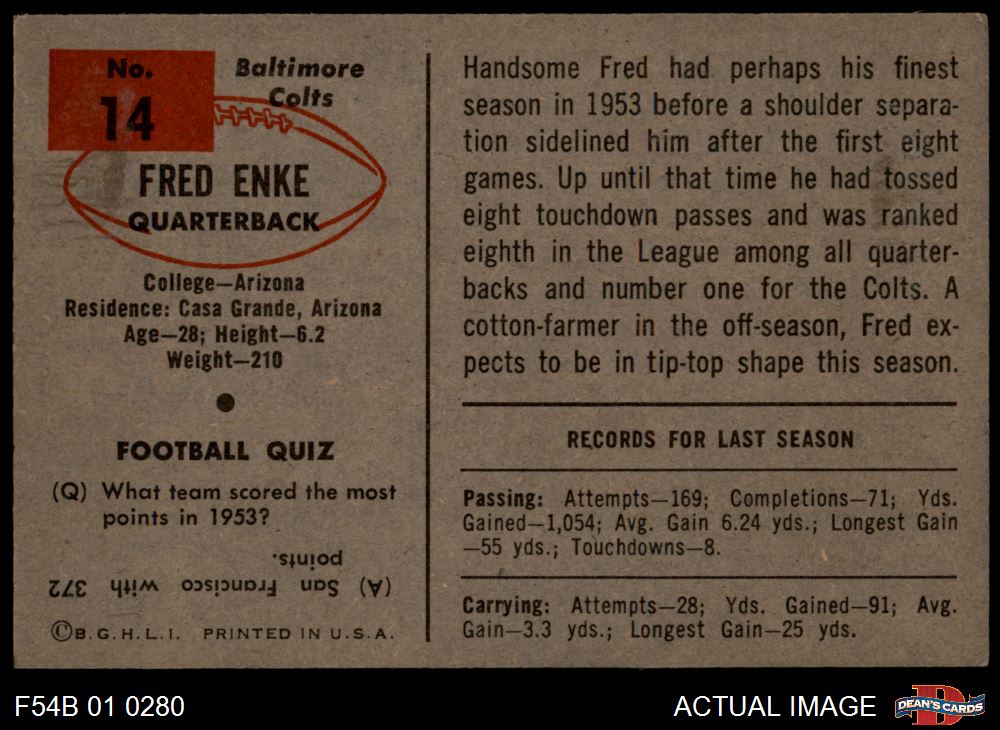 No.
14
Baltimore
Colts
FRED ENKE
QUARTERBACK
College—Arizona
Residence: Casa Grande, Arizona
Age—28; Height—6.2
Weight—210
FOOTBALL QUIZ
(Q) What team scored the most
points in 1953?
(A) San Francisco with 372
points.
©B.G.H.L.I. PRINTED IN U.S.A.
Handsome Fred had perhaps his finest
season in 1953 before a shoulder separa-
tion sidelined him after the first eight
games. Up until that time he had tossed
eight touchdown passes and was ranked
eighth in the League among all quarter-
backs and number one for the Colts. A
cotton-farmer in the off-season, Fred ex-
pects to be in tip-top shape this season.
RECORDS FOR LAST SEASON
Passing: Attempts—169; Completions—71; Yds.
Gained—1,054; Avg. Gain 6.24 yds.; Longest Gain
—55 yds.; Touchdowns—8.
Carrying: Attempts—28; Yds. Gained—91; Avg.
Gain—3.3 yds.; Longest Gain—25 yds.
F54B 01 0280
ACTUAL IMAGE
D
DEAN'S CARDS